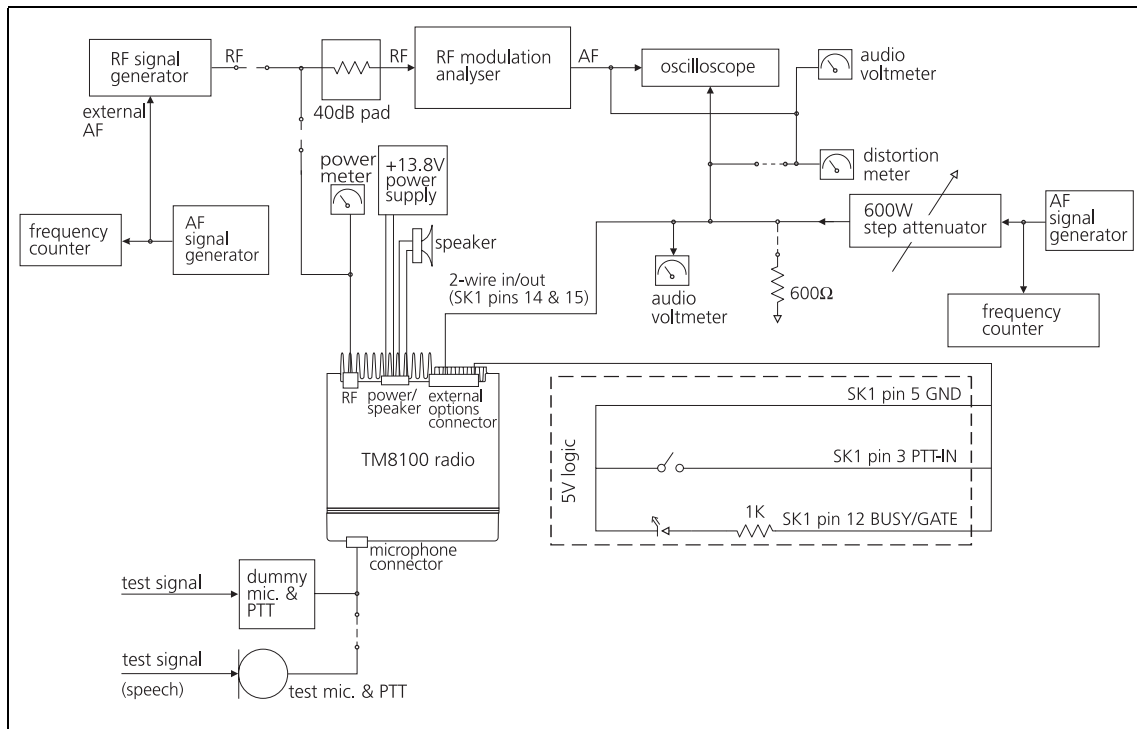 RF signal
generator
RF
external
AF
40dB pad
RF
RF modulation
analyser
AF
oscilloscope
audio
voltmeter
distortion
meter
frequency
counter
AF
signal
generator
power
meter
+13.8V
power
supply
speaker
2-wire in/out
(SK1 pins 14 & 15)
audio
voltmeter
600Ω
600W
step attenuator
AF
signal
generator
frequency
counter
RF
power/
speaker
external
options
connector
TM8100 radio
microphone
connector
5V logic
SK1 pin 5 GND
SK1 pin 3 PTT-IN
1K
SK1 pin 12 BUSY/GATE
test signal
dummy
mic. &
PTT
test signal
(speech)
test mic. & PTT